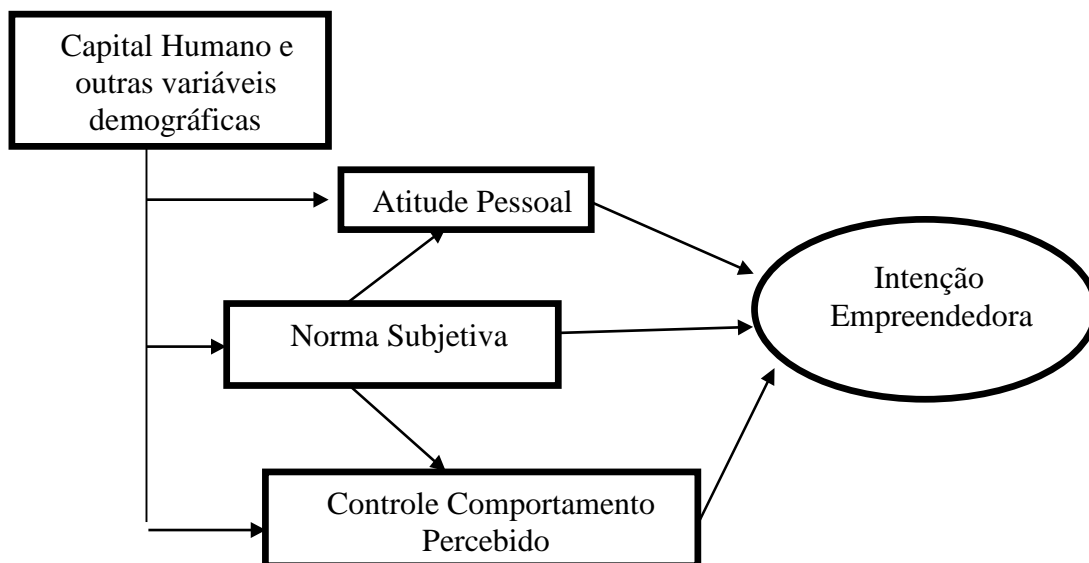 Capital Humano e
outras variáveis
demográficas
Atitude Pessoal
Norma Subjetiva
Controle Comportamento
Percebido
Intenção
Empreendedora